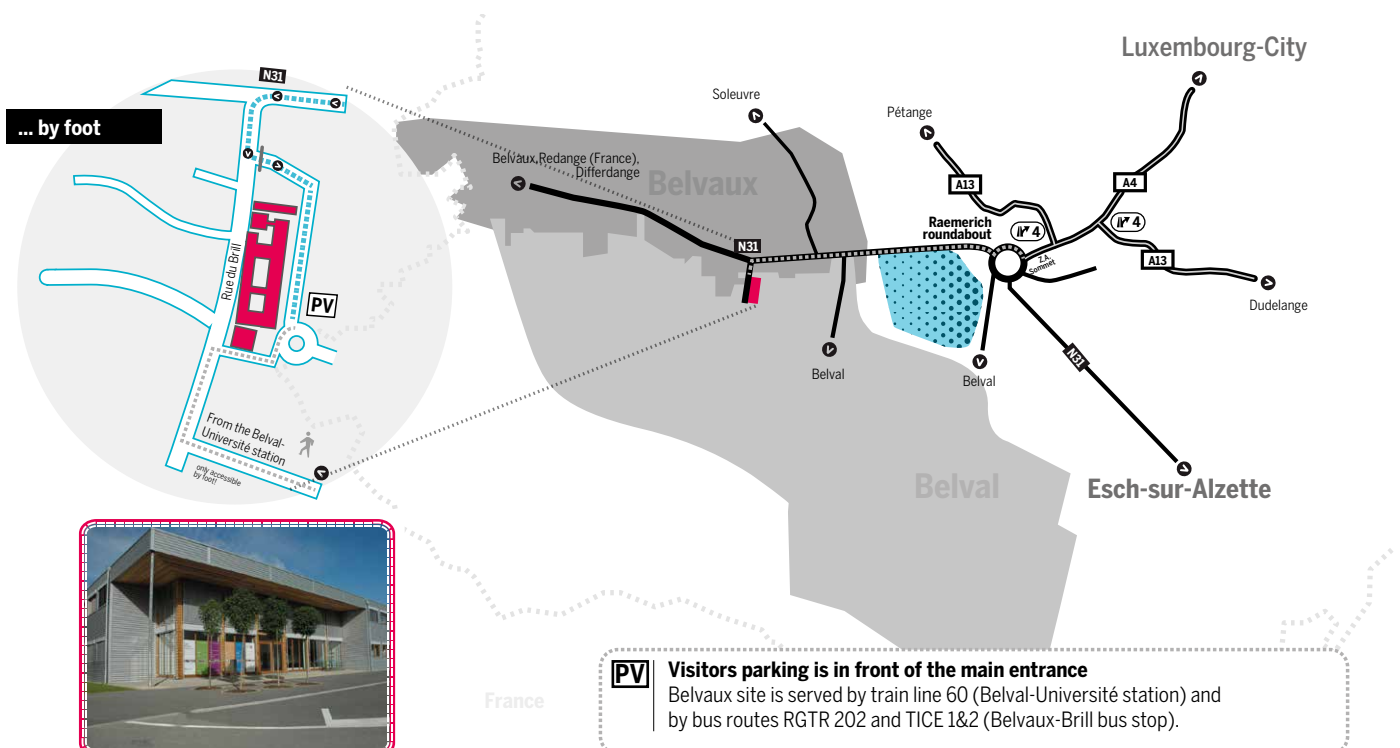 Luxembourg-City
N31
... by foot
Soleuvre
Pétange
Belvaux, Redange (France),
Differdange
Belvaux
A13
A4
Raemerich
roundabout
4
4
Rue du Brill
N31
Z.A.
Sommet
A13
PV
Dudelange
Belval
Belval
N31
From the Belval-
Université station
only accessible
by foot!
Belval
Esch-sur-Alzette
France
PV
Visitors parking is in front of the main entrance
Belvaux site is served by train line 60 (Belval-Université station) and
by bus routes RGTR 202 and TICE 1&2 (Belvaux-Brill bus stop).